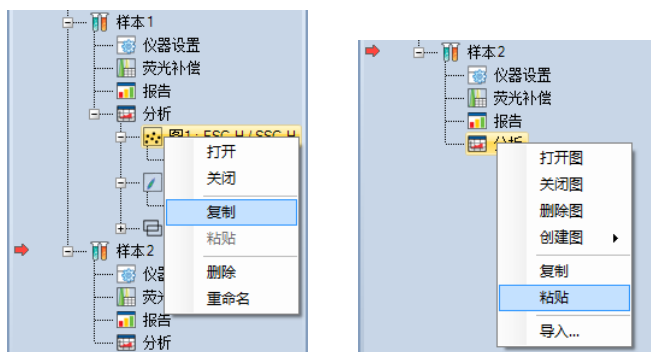 样本1
仪器设置
荧光补偿
报告
分析
图1: FSC-H / SSC-H
打开
关闭
复制
粘贴
删除
重命名
样本2
仪器
荧
报告
分析
样本2
仪器设置
荧光补偿
报告
分析
打开图
关闭图
删除图
创建图
复制
粘贴
导入...